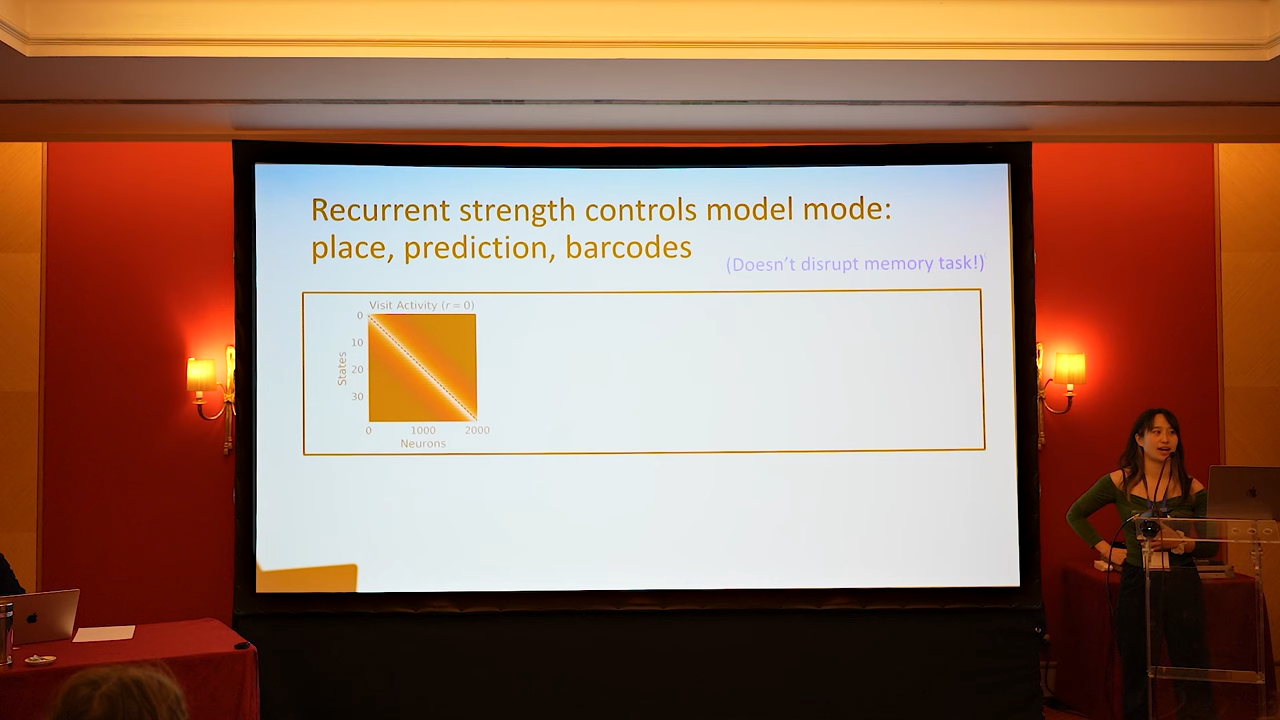 Recurrent strength controls model mode:
place, prediction, barcodes
(Doesn't disrupt memory task!)
Visit Activity (r = 0)
States
0
10
20
30
0 1000 2000
Neurons